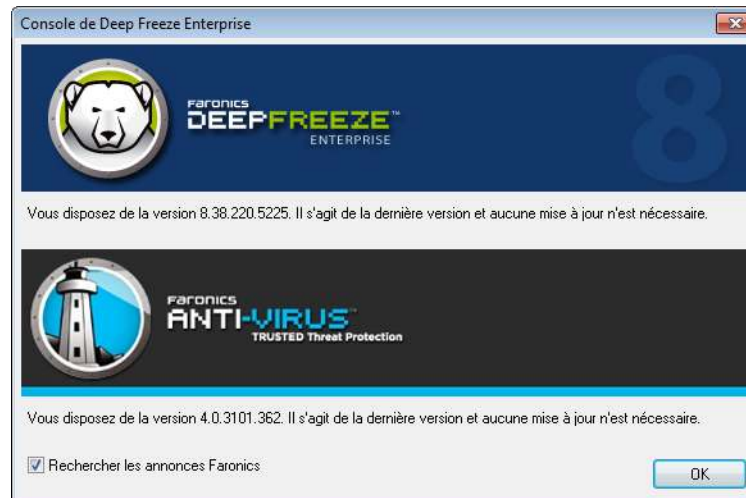 Console de Deep Freeze Enterprise
FARONICS
DEEPFREEZE™
ENTERPRISE
8
Vous disposez de la version 8.38.220.5225. Il s'agit de la dernière version et aucune mise à jour n'est nécessaire.
FARONICS
ANTI-VIRUS™
TRUSTED Threat Protection
Vous disposez de la version 4.0.3101.362. Il s'agit de la dernière version et aucune mise à jour n'est nécessaire.
Rechercher les annonces Faronics
OK